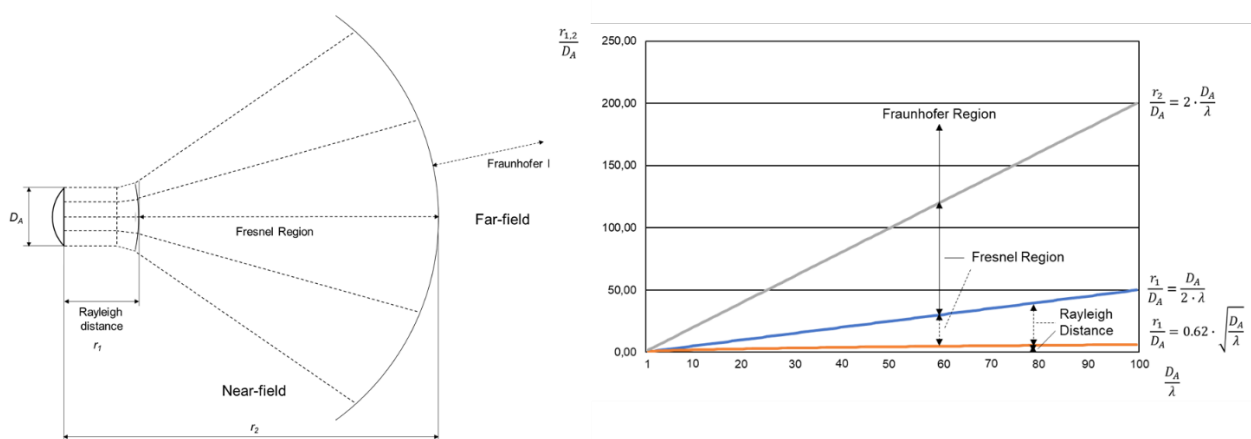 D_A
Rayleigh
distance
r_1
Fresnel Region
Near-field
r_2
Far-field
Fraunhofer I
r_{1,2}/D_A
250,00
200,00
150,00
100,00
50,00
0,00
1 10 20 30 40 50 60 70 80 90 100
D_A/λ
Fraunhofer Region
Fresnel Region
Rayleigh
Distance
r_2/D_A = 2 · D_A/λ
r_1/D_A = D_A/(2 · λ)
r_1/D_A = 0.62 · √(D_A/λ)